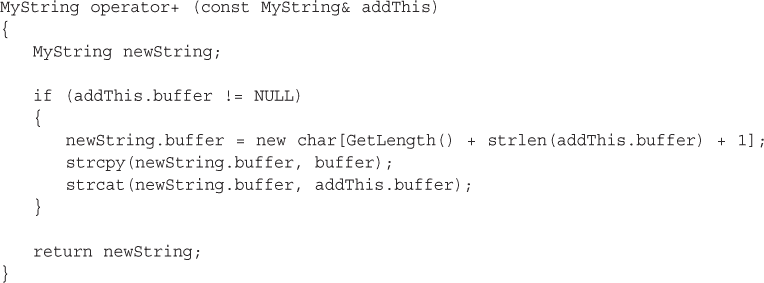 MyString operator+ (const MyString& addThis)
{
MyString newString;
if (addThis.buffer != NULL)
{
newString.buffer = new char[GetLength() + strlen(addThis.buffer) + 1];
strcpy(newString.buffer, buffer);
strcat(newString.buffer, addThis.buffer);
}
return newString;
}